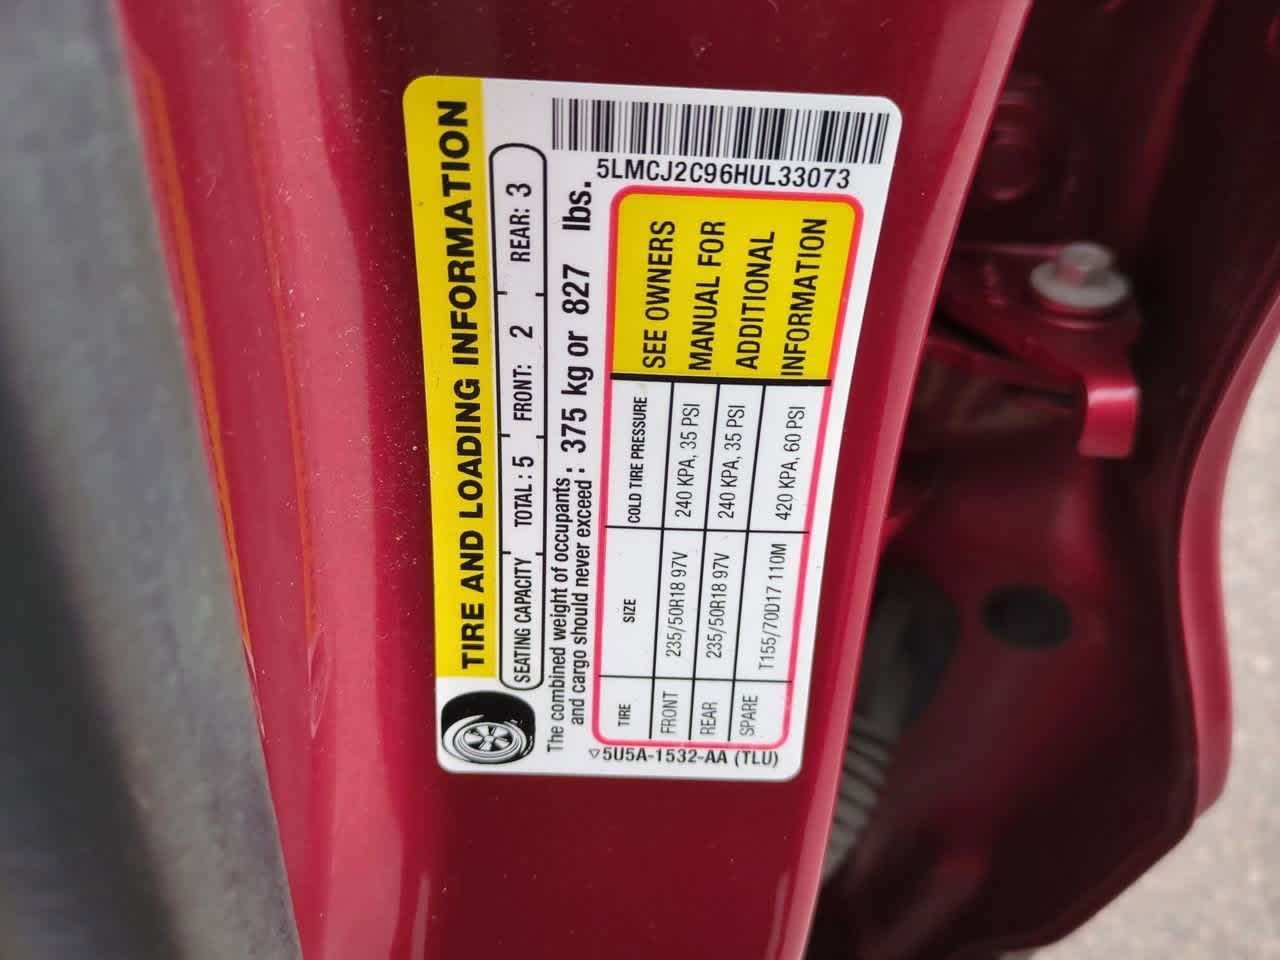 TIRE AND LOADING INFORMATION
SEATING CAPACITY TOTAL: 5 FRONT: 2 REAR: 3
The combined weight of occupants
and cargo should never exceed : 375 kg or 827 lbs.
TIRE SIZE COLD TIRE PRESSURE
FRONT 235/50R18 97V 240 KPA, 35 PSI
REAR 235/50R18 97V 240 KPA, 35 PSI
SPARE T155/70D17 110M 420 KPA, 60 PSI
SEE OWNERS
MANUAL FOR
ADDITIONAL
INFORMATION
5LMCJ2C96HUL33073
5U5A-1532-AA (TLU)